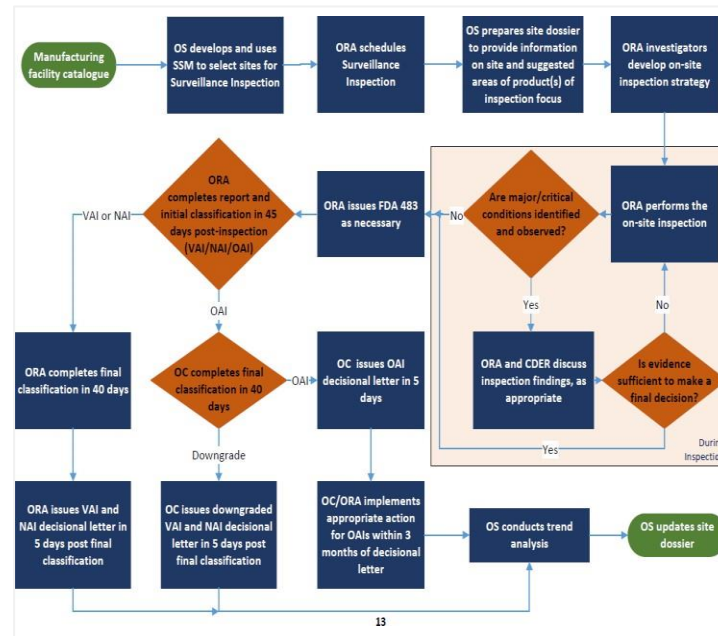 Manufacturing
facility catalogue
OS develops and uses
SSM to select sites for
Surveillance Inspection
ORA schedules
Surveillance
Inspection
OS prepares site dossier
to provide information
on site and suggested
areas of product(s) of
inspection focus
ORA investigators
develop on-site
inspection strategy
ORA
completes report and
initial classification in 45
days post-inspection
(VAI/NAI/OAI)
VAI or NAI
ORA issues FDA 483
as necessary
No
Are major/critical
conditions identified
and observed?
ORA performs the
on-site inspection
OAI
Yes
No
ORA completes final
classification in 40 days
OC completes final
classification in 40
days
OAI
OC issues OAI
decisional letter in 5
days
ORA and CDER discuss
inspection findings, as
appropriate
Is evidence
sufficient to make a
final decision?
Downgrade
Yes
Durin
Inspection
ORA issues VAI and
NAI decisional letter in
5 days post final
classification
OC issues downgraded
VAI and NAI decisional
letter in 5 days post
final classification
OC/ORA implements
appropriate action
for OAIs within 3
months of decisional
letter
OS conducts trend
analysis
OS updates site
dossier
13